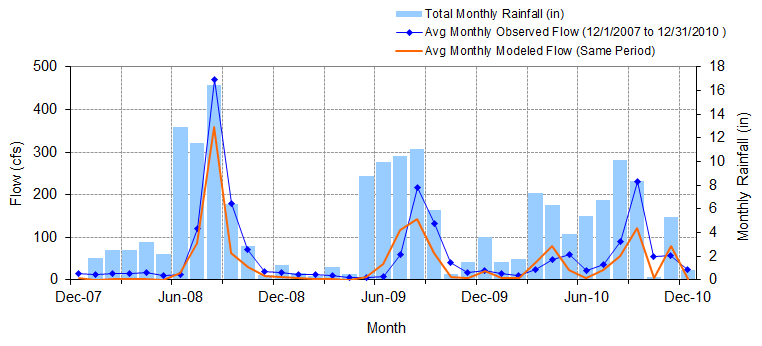 Total Monthly Rainfall (in)
Avg Monthly Observed Flow (12/1/2007 to 12/31/2010 )
Avg Monthly Modeled Flow (Same Period)
500
400
300
200
100
0
Flow (cfs)
18
16
14
12
10
8
6
4
2
0
Monthly Rainfall (in)
Dec-07 Jun-08 Dec-08 Jun-09 Dec-09 Jun-10 Dec-10
Month